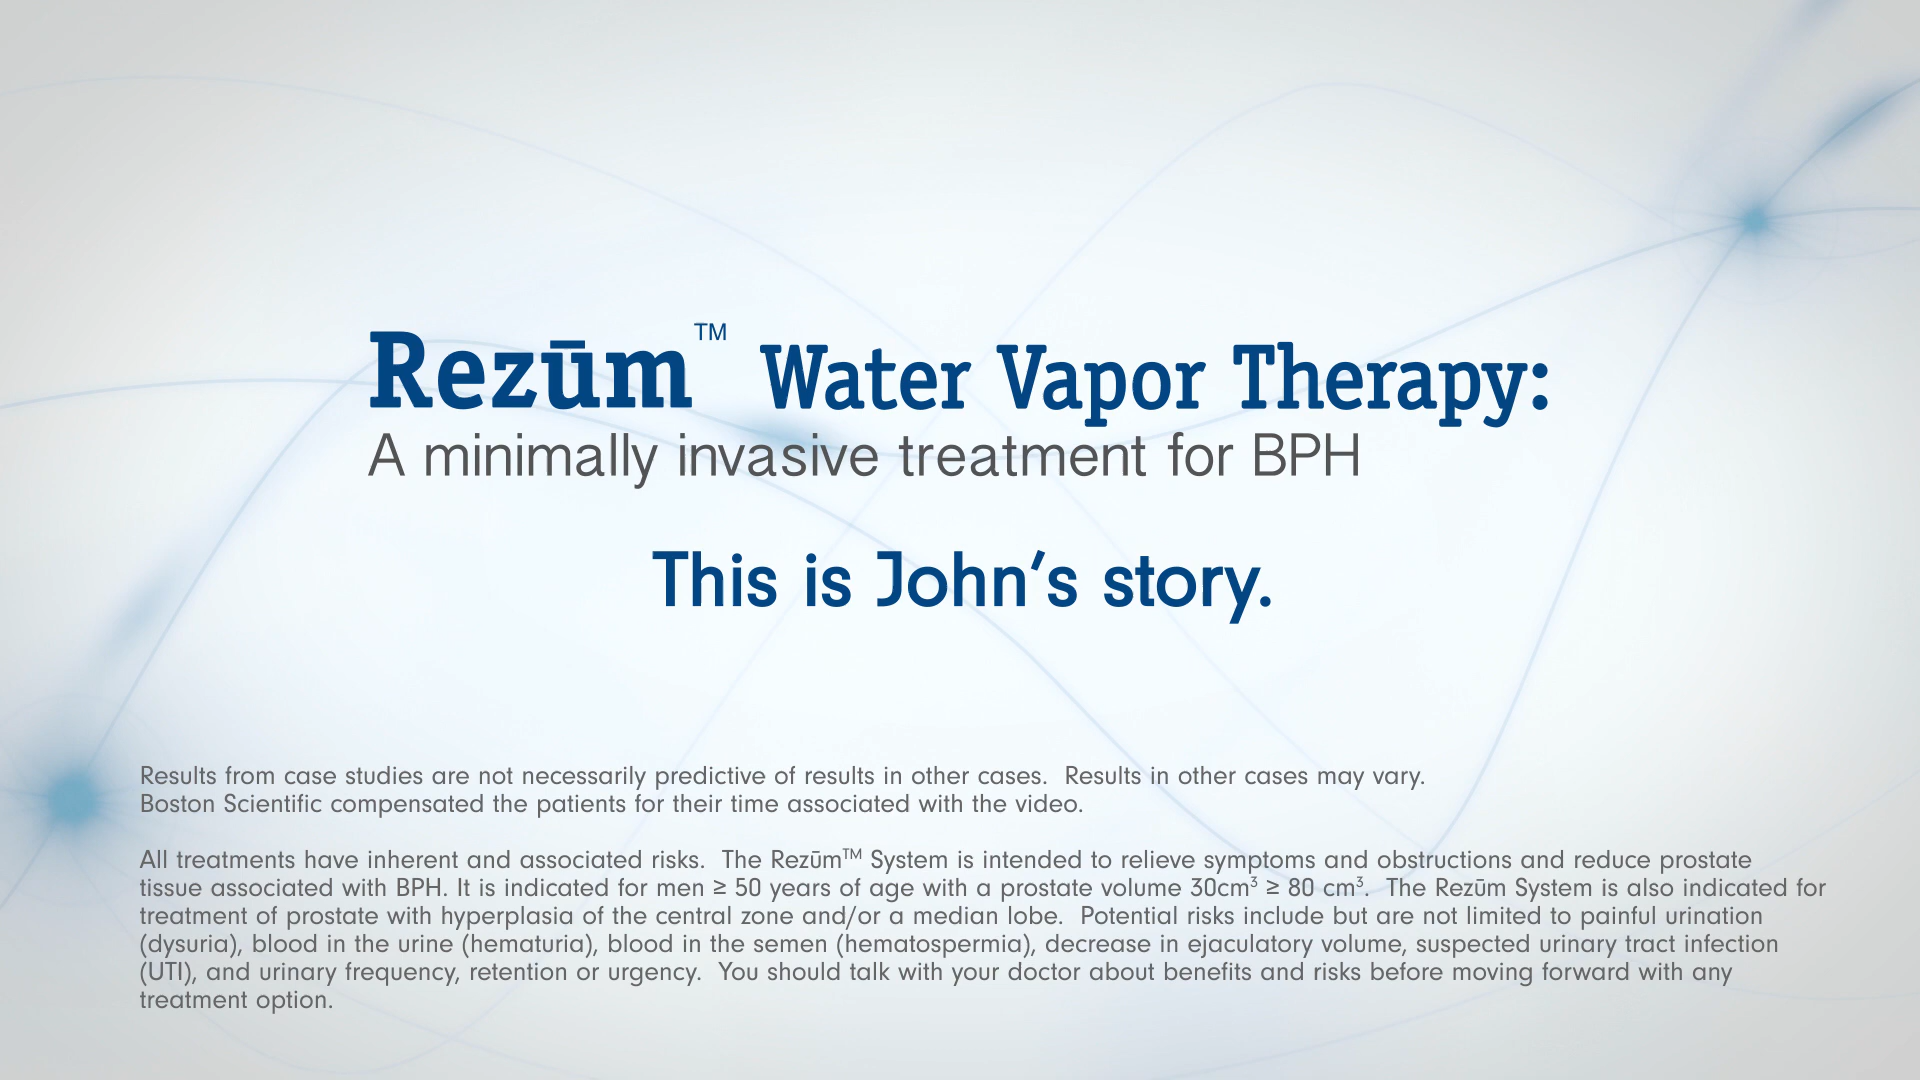 Rezūm™ Water Vapor Therapy:
A minimally invasive treatment for BPH
This is John’s story.
Results from case studies are not necessarily predictive of results in other cases.  Results in other cases may vary.
Boston Scientific compensated the patients for their time associated with the video.
All treatments have inherent and associated risks.  The Rezūm™ System is intended to relieve symptoms and obstructions and reduce prostate
tissue associated with BPH. It is indicated for men ≥ 50 years of age with a prostate volume 30cm³ ≥ 80 cm³.  The Rezūm System is also indicated for
treatment of prostate with hyperplasia of the central zone and/or a median lobe.  Potential risks include but are not limited to painful urination
(dysuria), blood in the urine (hematuria), blood in the semen (hematospermia), decrease in ejaculatory volume, suspected urinary tract infection
(UTI), and urinary frequency, retention or urgency.  You should talk with your doctor about benefits and risks before moving forward with any
treatment option.